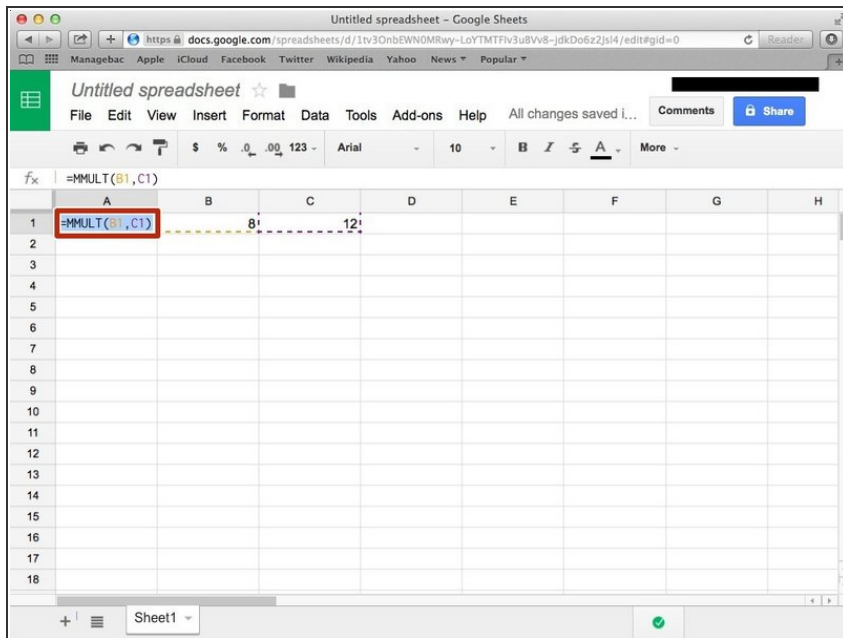 Untitled spreadsheet – Google Sheets
https docs.google.com/spreadsheets/d/1tv3OnbEWN0MRwy-LoYTMTFlv3u8Vv8-jdkDo6z2Jsl4/edit#gid=0 Reader
Managebac Apple iCloud Facebook Twitter Wikipedia Yahoo News Popular
Untitled spreadsheet
File Edit View Insert Format Data Tools Add-ons Help All changes saved i... Comments Share
$ % .0 .00 123 Arial 10 B I S A More
fx =MMULT(B1,C1)
A B C D E F G H
1 =MMULT(B1,C1) 8 12
2
3
4
5
6
7
8
9
10
11
12
13
14
15
16
17
18
+ Sheet1